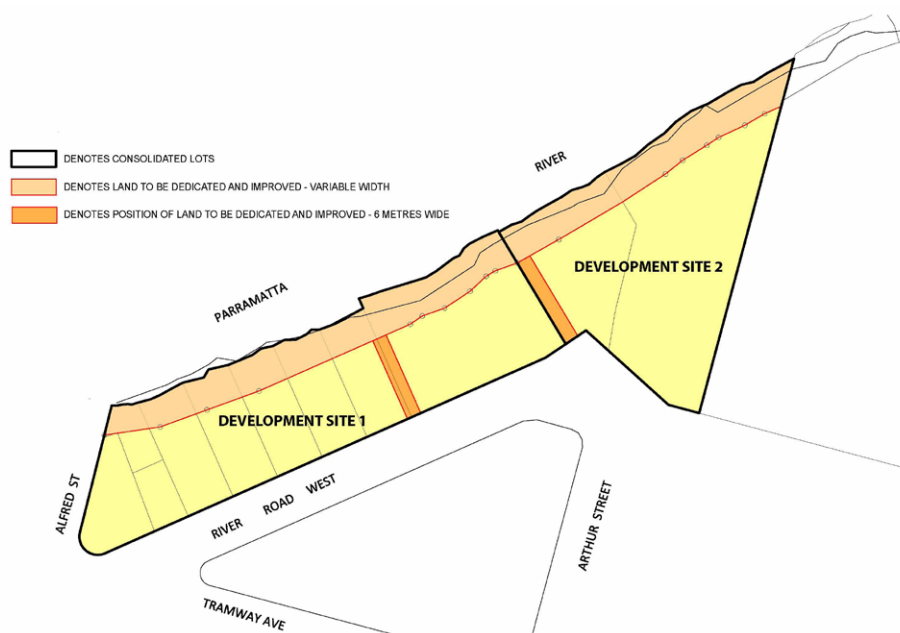 RIVER
DENOTES CONSOLIDATED LOTS
DENOTES LAND TO BE DEDICATED AND IMPROVED - VARIABLE WIDTH
DENOTES POSITION OF LAND TO BE DEDICATED AND IMPROVED - 6 METRES WIDE
DEVELOPMENT SITE 2
PARRAMATTA
DEVELOPMENT SITE 1
ALFRED ST
RIVER ROAD WEST
ARTHUR STREET
TRAMWAY AVE